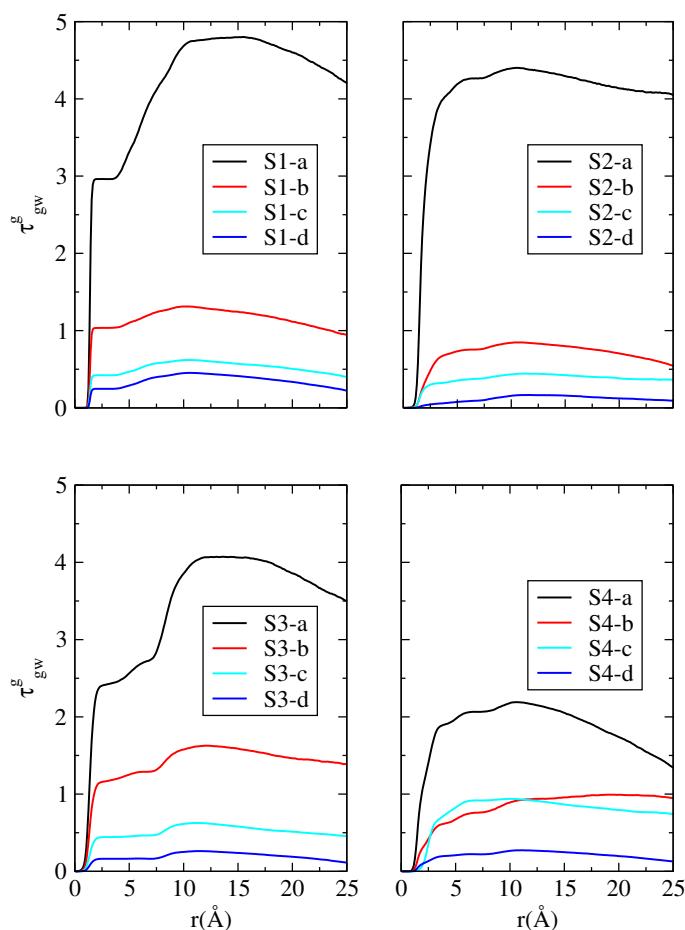 5
4
3
2
1
0
τ^g_gw
S1-a
S1-b
S1-c
S1-d
S2-a
S2-b
S2-c
S2-d
5
4
3
2
1
0
τ^g_gw
0 5 10 15 20 25
r(Å)
S3-a
S3-b
S3-c
S3-d
0 5 10 15 20 25
r(Å)
S4-a
S4-b
S4-c
S4-d